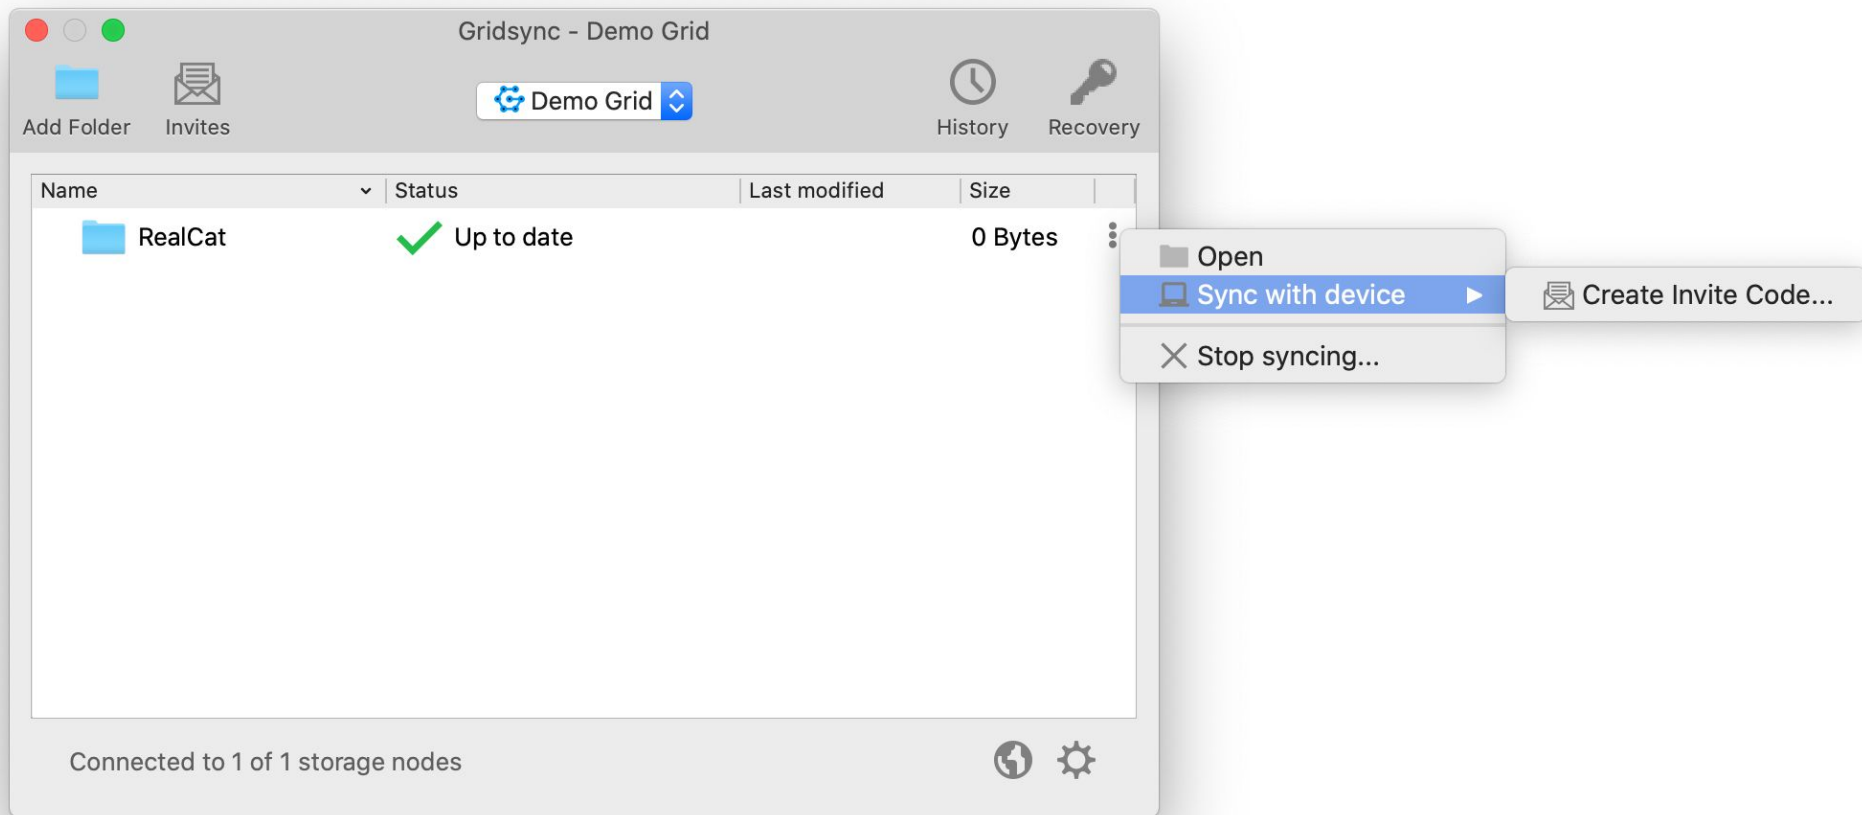 Gridsync - Demo Grid
Add Folder
Invites
Demo Grid
History
Recovery
Name
Status
Last modified
Size
RealCat
Up to date
0 Bytes
Open
Sync with device
Create Invite Code...
Stop syncing...
Connected to 1 of 1 storage nodes